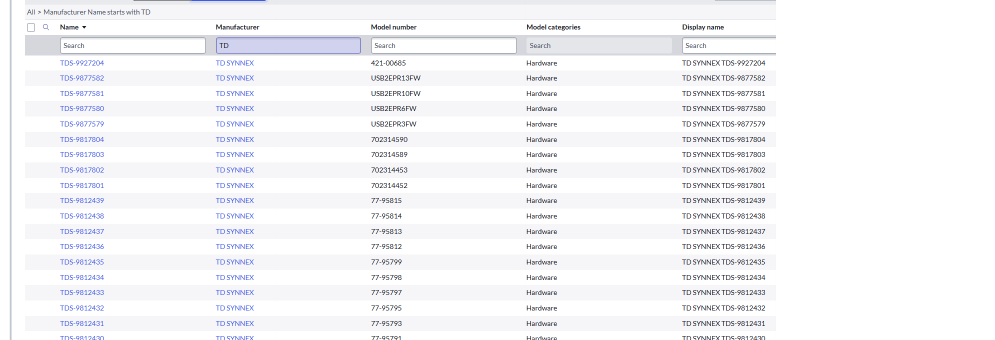 All > Manufacturer Name starts with TD
Name Manufacturer Model number Model categories Display name
Search TD Search Search Search
TDS-9927204 TD SYNNEX 421-00685 Hardware TD SYNNEX TDS-9927204
TDS-9877582 TD SYNNEX USB2EPR13FW Hardware TD SYNNEX TDS-9877582
TDS-9877581 TD SYNNEX USB2EPR10FW Hardware TD SYNNEX TDS-9877581
TDS-9877580 TD SYNNEX USB2EPR6FW Hardware TD SYNNEX TDS-9877580
TDS-9877579 TD SYNNEX USB2EPR3FW Hardware TD SYNNEX TDS-9877579
TDS-9817804 TD SYNNEX 702314590 Hardware TD SYNNEX TDS-9817804
TDS-9817803 TD SYNNEX 702314589 Hardware TD SYNNEX TDS-9817803
TDS-9817802 TD SYNNEX 702314453 Hardware TD SYNNEX TDS-9817802
TDS-9817801 TD SYNNEX 702314452 Hardware TD SYNNEX TDS-9817801
TDS-9812439 TD SYNNEX 77-95815 Hardware TD SYNNEX TDS-9812439
TDS-9812438 TD SYNNEX 77-95814 Hardware TD SYNNEX TDS-9812438
TDS-9812437 TD SYNNEX 77-95813 Hardware TD SYNNEX TDS-9812437
TDS-9812436 TD SYNNEX 77-95812 Hardware TD SYNNEX TDS-9812436
TDS-9812435 TD SYNNEX 77-95799 Hardware TD SYNNEX TDS-9812435
TDS-9812434 TD SYNNEX 77-95798 Hardware TD SYNNEX TDS-9812434
TDS-9812433 TD SYNNEX 77-95797 Hardware TD SYNNEX TDS-9812433
TDS-9812432 TD SYNNEX 77-95795 Hardware TD SYNNEX TDS-9812432
TDS-9812431 TD SYNNEX 77-95793 Hardware TD SYNNEX TDS-9812431
TDS-9812430 TD SYNNEX 77-95791 Hardware TD SYNNEX TDS-9812430